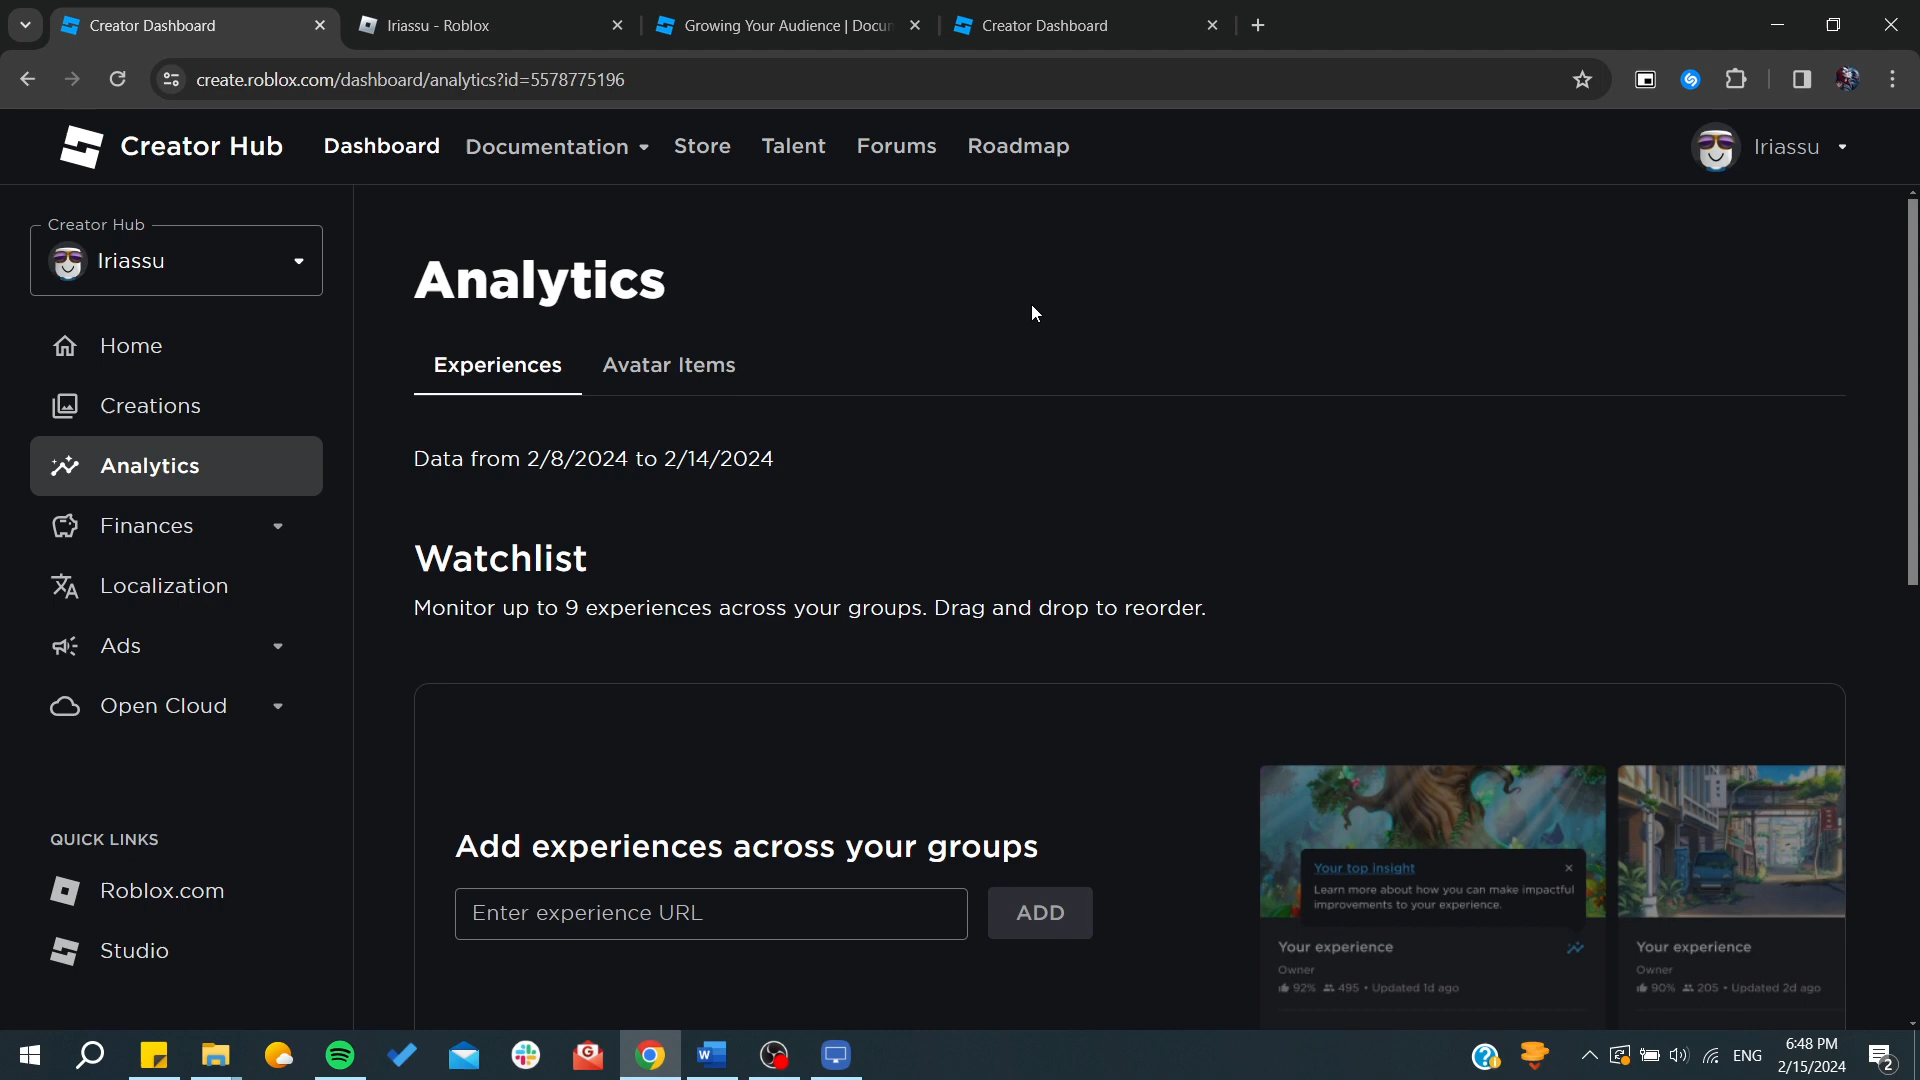 Creator Dashboard
Iriassu - Roblox
Growing Your Audience | Docu
Creator Dashboard
create.roblox.com/dashboard/analytics?id=5578775196
Creator Hub
Dashboard
Documentation
Store
Talent
Forums
Roadmap
Iriassu
Creator Hub
Iriassu
Home
Creations
Analytics
Finances
Localization
Ads
Open Cloud
QUICK LINKS
Roblox.com
Studio
Analytics
Experiences
Avatar Items
Data from 2/8/2024 to 2/14/2024
Watchlist
Monitor up to 9 experiences across your groups. Drag and drop to reorder.
Add experiences across your groups
Enter experience URL
ADD
Your top insight
Learn more about how you can make impactful
improvements to your experience.
Your experience
Owner
92% 495 • Updated 1d ago
Your experience
Owner
90% 205 • Updated 2d ago
ENG
6:48 PM
2/15/2024
2